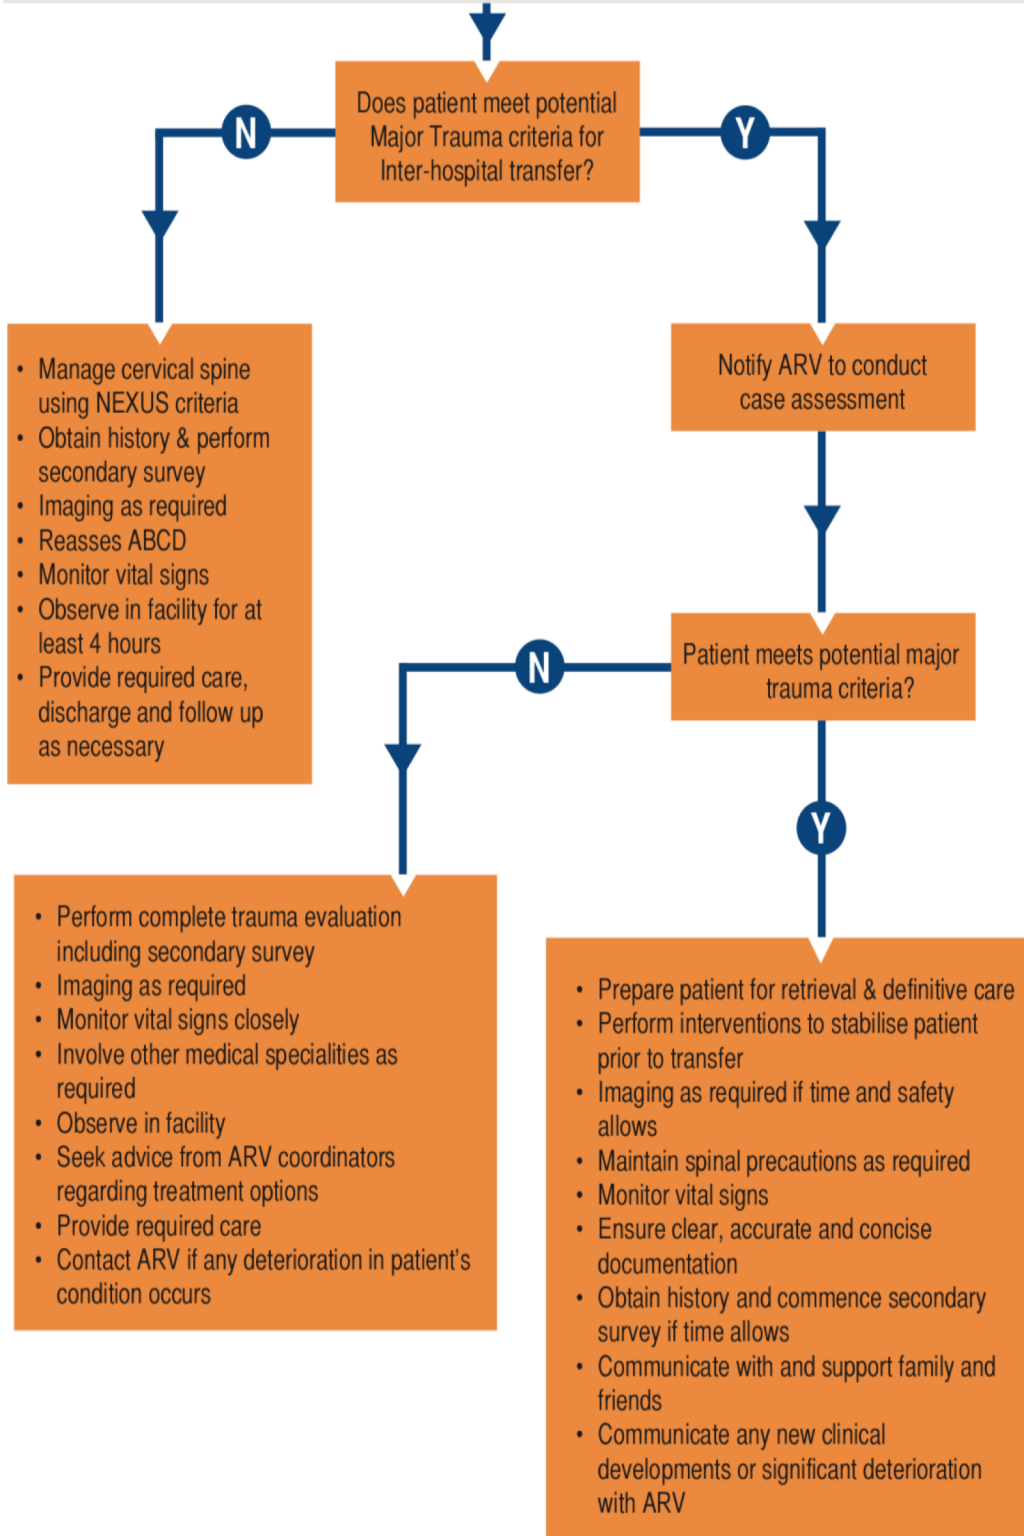 Does patient meet potential
Major Trauma criteria for
Inter-hospital transfer?
N
Y
• Manage cervical spine
using NEXUS criteria
• Obtain history & perform
secondary survey
• Imaging as required
• Reasses ABCD
• Monitor vital signs
• Observe in facility for at
least 4 hours
• Provide required care,
discharge and follow up
as necessary
Notify ARV to conduct
case assessment
Patient meets potential major
trauma criteria?
N
Y
• Perform complete trauma evaluation
including secondary survey
• Imaging as required
• Monitor vital signs closely
• Involve other medical specialities as
required
• Observe in facility
• Seek advice from ARV coordinators
regarding treatment options
• Provide required care
• Contact ARV if any deterioration in patient's
condition occurs
• Prepare patient for retrieval & definitive care
• Perform interventions to stabilise patient
prior to transfer
• Imaging as required if time and safety
allows
• Maintain spinal precautions as required
• Monitor vital signs
• Ensure clear, accurate and concise
documentation
• Obtain history and commence secondary
survey if time allows
• Communicate with and support family and
friends
• Communicate any new clinical
developments or significant deterioration
with ARV